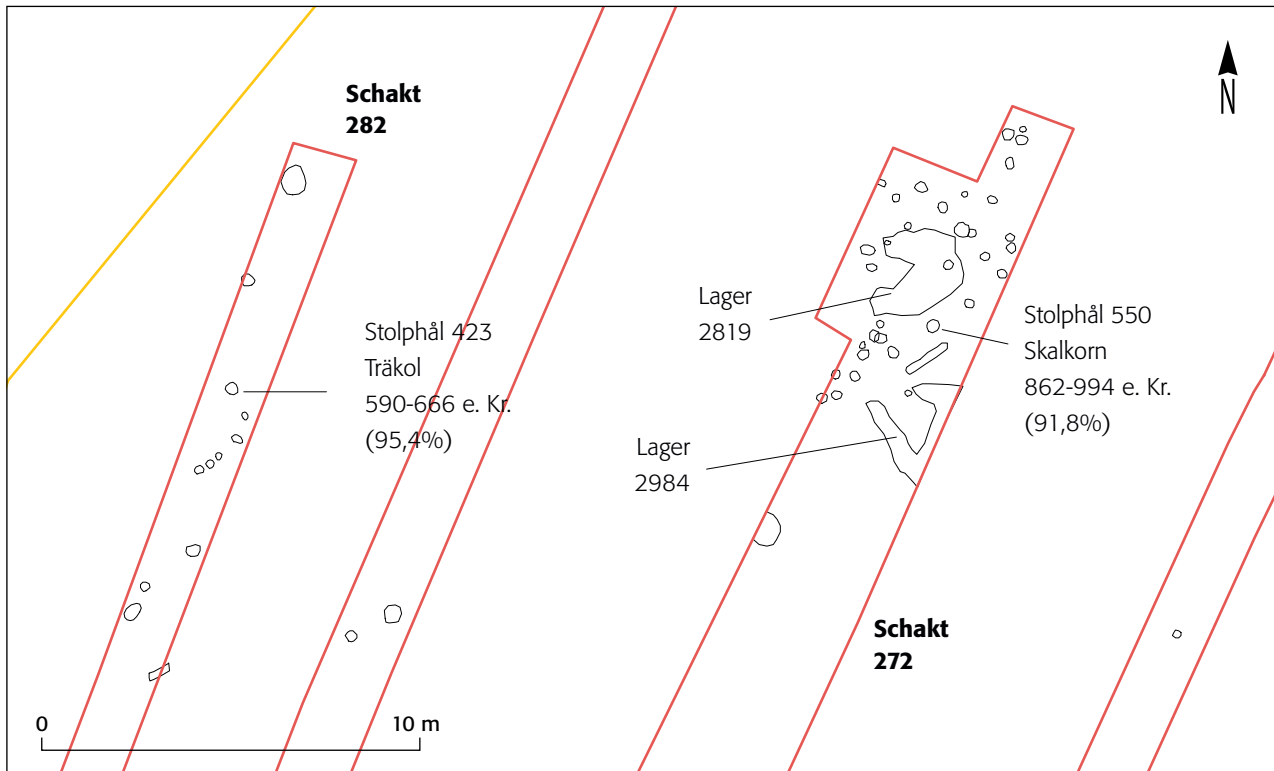 Schakt
282
N
Stolphål 423
Träkol
590-666 e. Kr.
(95,4%)
Lager
2819
Stolphål 550
Skalkorn
862-994 e. Kr.
(91,8%)
Lager
2984
Schakt
272
0
10 m